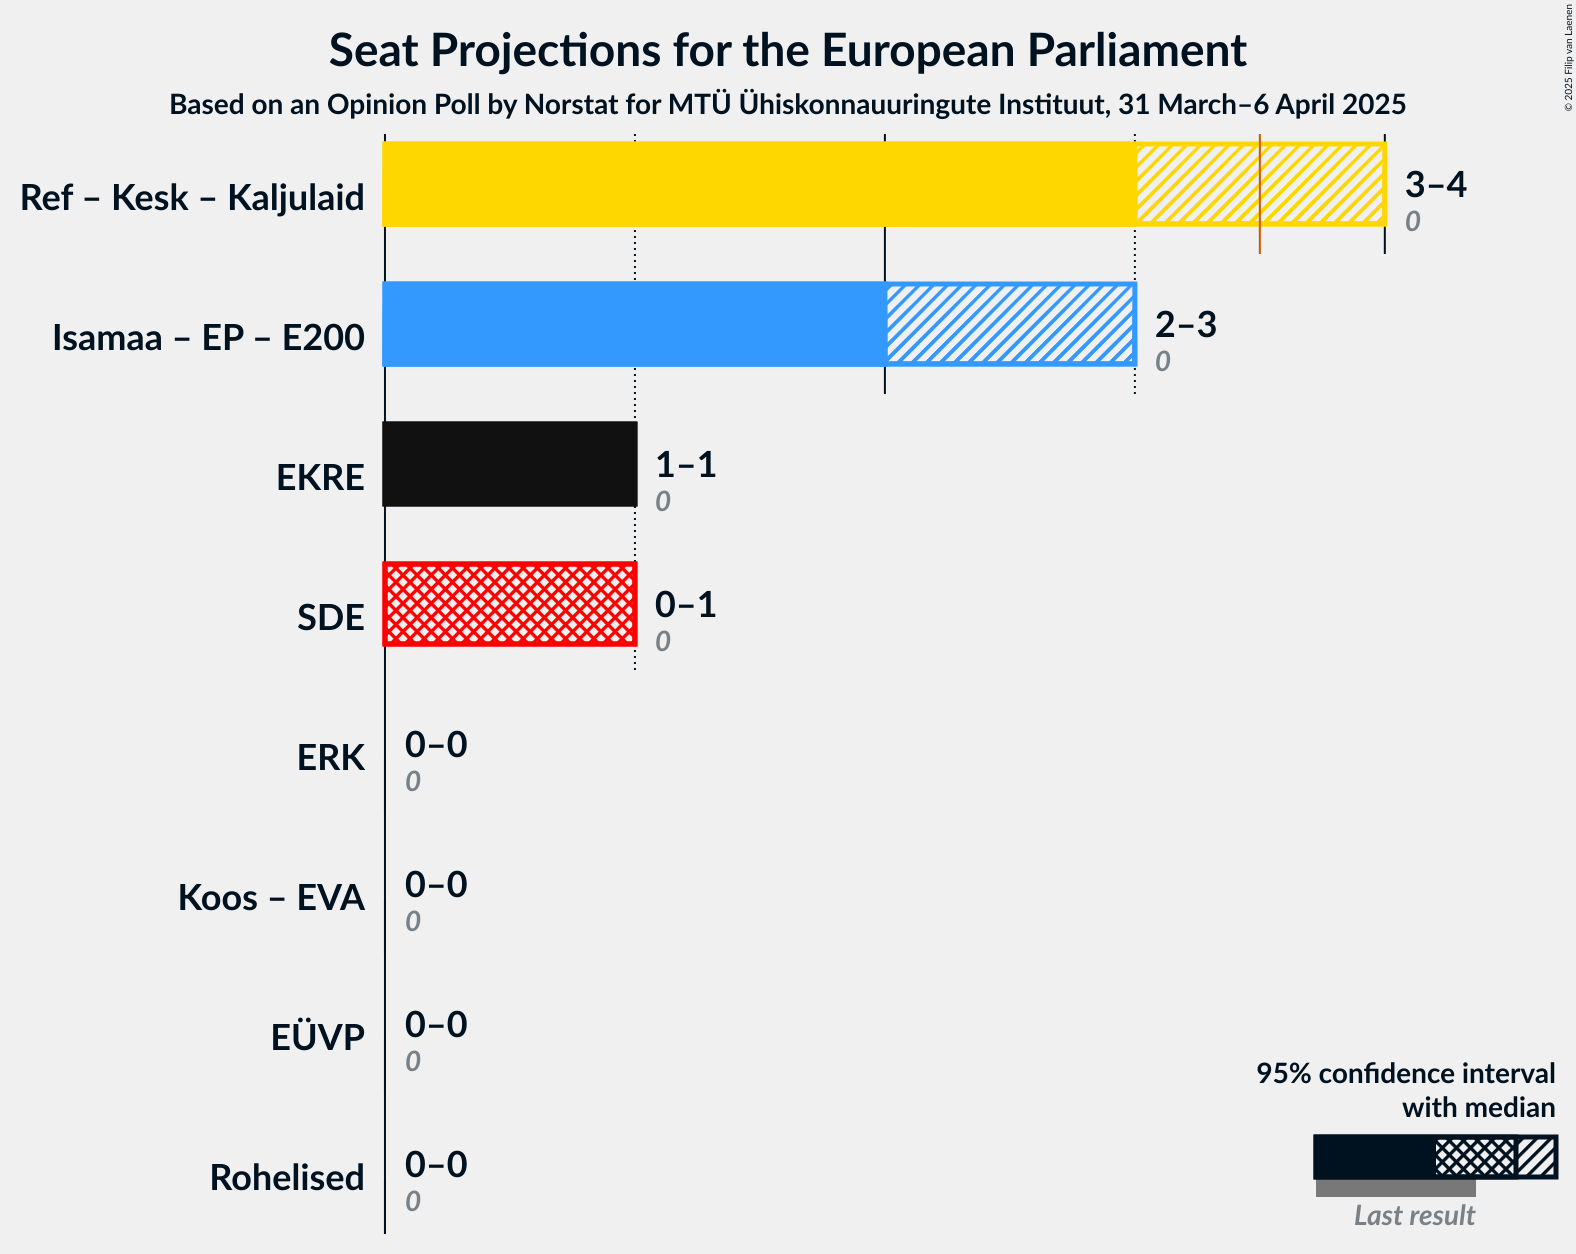 Seat Projections for the European Parliament
Based on an Opinion Poll by Norstat for MTÜ Ühiskonnauuringute Instituut, 31 March–6 April 2025
© 2025 Filip van Laenen
Ref – Kesk – Kaljulaid
3–4
0
Isamaa – EP – E200
2–3
0
EKRE
1–1
0
SDE
0–1
0
ERK
0–0
0
Koos – EVA
0–0
0
EÜVP
0–0
0
Rohelised
0–0
0
95% confidence interval
with median
Last result